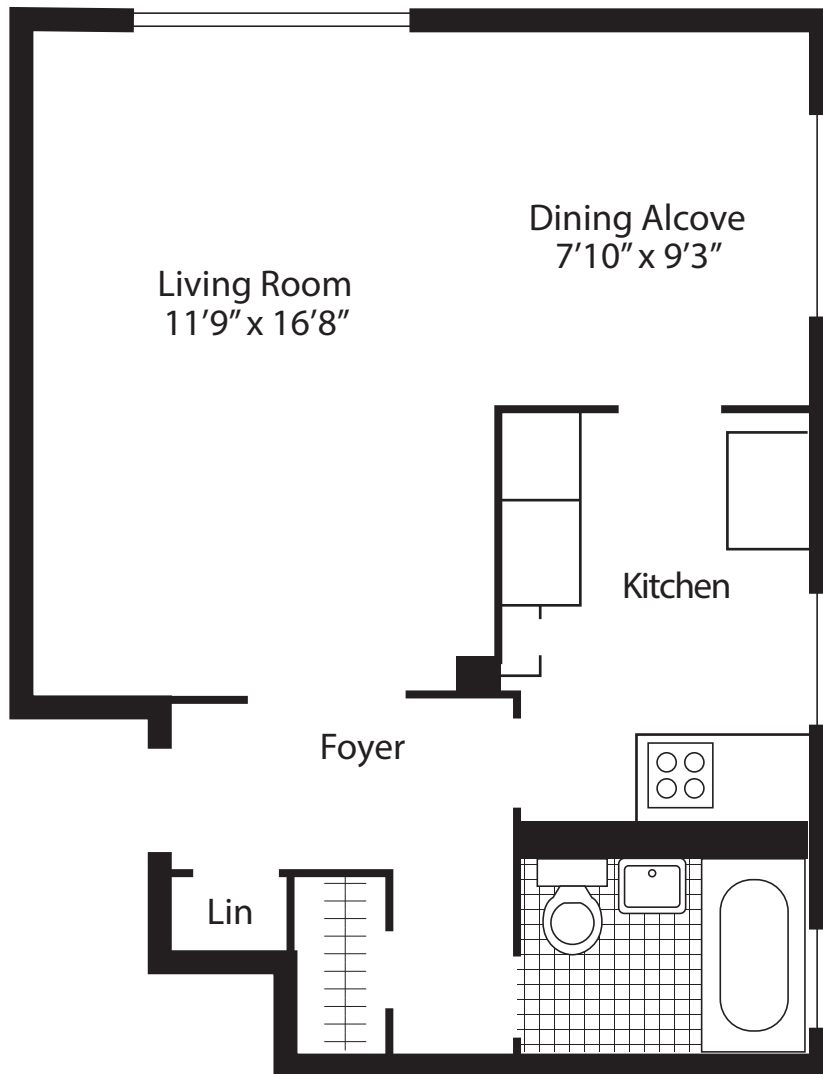 Dining Alcove
7’10” x 9’3”
Living Room
11’9” x 16’8”
Kitchen
Foyer
Lin